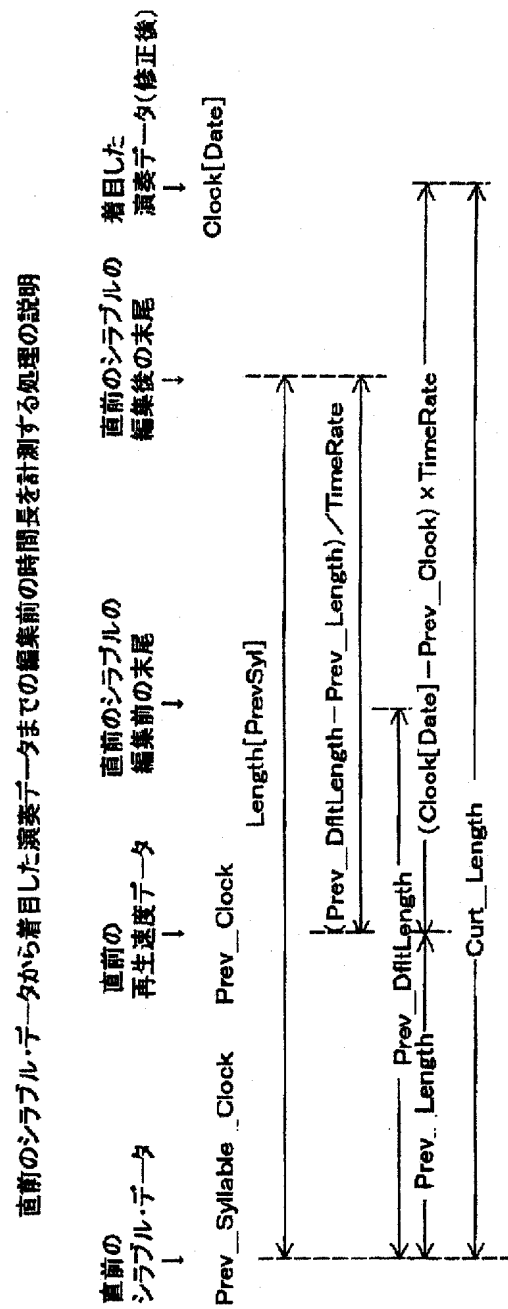 直前のシラブル・データから着目した演奏データまでの編集前の時間長を計測する処理の説明
直前の
シラブル・データ
↓
直前の
再生速度データ
↓
直前のシラブルの
編集前の末尾
↓
直前のシラブルの
編集後の末尾
↓
着目した
演奏データ(修正後)
↓
Prev_Syllable_Clock
Prev_Clock
Clock[Date]
Length[PrevSyl]
(Prev_DfltLength－Prev_Length)／TimeRate
Prev_DfltLength
Prev_Length
(Clock[Date]－Prev_Clock)×TimeRate
Curt_Length